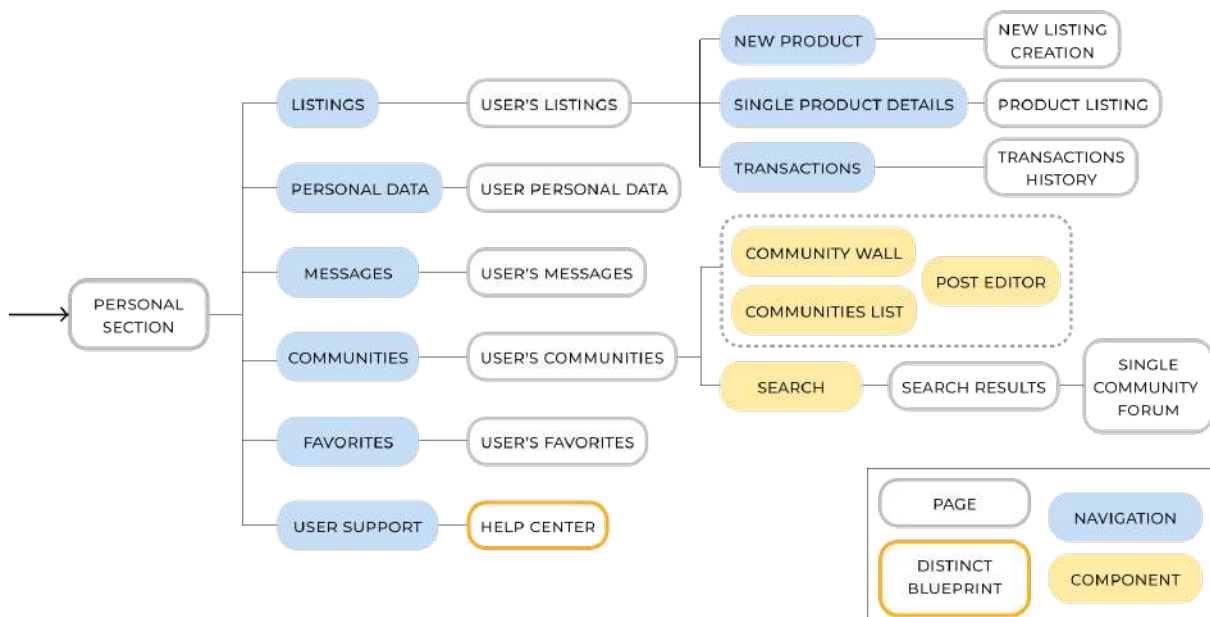 NEW PRODUCT
NEW LISTING
CREATION
LISTINGS
USER'S LISTINGS
SINGLE PRODUCT DETAILS
PRODUCT LISTING
TRANSACTIONS
TRANSACTIONS
HISTORY
PERSONAL DATA
USER PERSONAL DATA
MESSAGES
USER'S MESSAGES
COMMUNITY WALL
POST EDITOR
COMMUNITIES LIST
PERSONAL
SECTION
COMMUNITIES
USER'S COMMUNITIES
SEARCH
SEARCH RESULTS
SINGLE
COMMUNITY
FORUM
FAVORITES
USER'S FAVORITES
USER SUPPORT
HELP CENTER
PAGE
NAVIGATION
DISTINCT
BLUEPRINT
COMPONENT